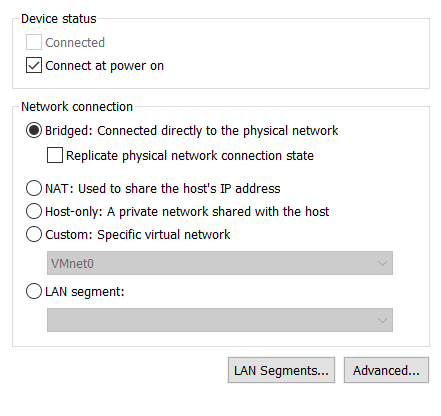 Device status
Connected
Connect at power on
Network connection
Bridged: Connected directly to the physical network
Replicate physical network connection state
NAT: Used to share the host's IP address
Host-only: A private network shared with the host
Custom: Specific virtual network
VMnet0
LAN segment:
LAN Segments... Advanced...